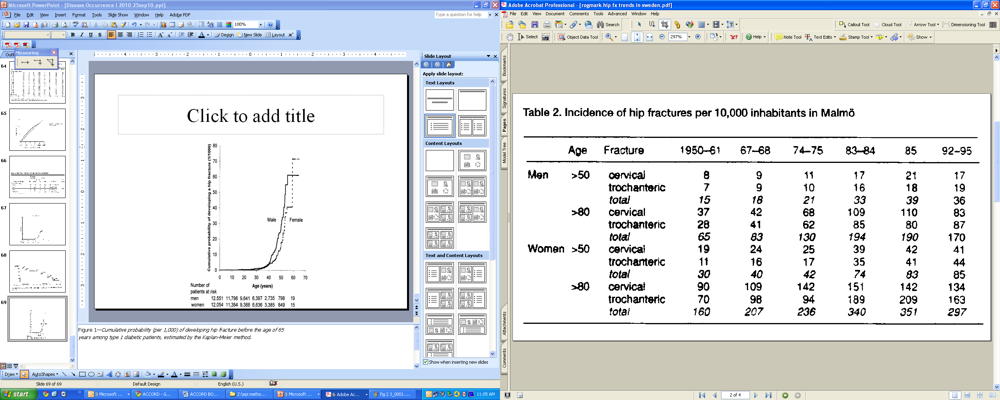 Microsoft PowerPoint - [Disease Occurrence I 2010 25sep10.ppt]
File Edit View Insert Format Tools Slide Show Window Help Adobe PDF
Type a question for help
100%
Design New Slide Layout
Measuring
Outli
64
65
66
67
68
69
Click to add title
Cumulative probability of developing a hip fracture (1/1000)
80
70
60
50
40
30
20
10
0
Male Female
0 10 20 30 40 50 60 70
Age (years)
Number of
patients at risk
men 12,551 11,798 9,641 6,397 2,735 798 19
women 12,054 11,384 9,388 6,636 3,385 849 15
Figure 1—Cumulative probability (per 1,000) of developing hip fracture before the age of 65
years among type 1 diabetic patients, estimated by the Kaplan-Meier method.
Slide Layout
Apply slide layout:
Text Layouts
Content Layouts
Text and Content Layouts
Show when inserting new slides
Draw AutoShapes
Slide 69 of 69 Default Design English (U.S.)
start 3 Microsoft ... ACCORD - G... ACCORD BO... Z:\epi metho... 3 Microsoft ... 6 Adobe Ac... fig 2 3_0001.... 11:05 AM
Adobe Acrobat Professional - [rogmark hip fx trends in sweden.pdf]
File Edit View Document Comments Tools Advanced Window Help
Search Callout Tool Cloud Tool Arrow Tool Dimensioning Tool
Select Object Data Tool 297% Help Note Tool Text Edits Stamp Tool Show
Bookmarks
Signatures
Pages
Model Tree
Attachments
Comments
Table 2. Incidence of hip fractures per 10,000 inhabitants in Malmö
Age Fracture 1950–61 67–68 74–75 83–84 85 92–95
Men >50 cervical 8 9 11 17 21 17
trochanteric 7 9 10 16 18 19
total 15 18 21 33 39 36
>80 cervical 37 42 68 109 110 83
trochanteric 28 41 62 85 80 87
total 65 83 130 194 190 170
Women >50 cervical 19 24 25 39 42 41
trochanteric 11 16 17 35 41 44
total 30 40 42 74 83 85
>80 cervical 90 109 142 151 142 134
trochanteric 70 98 94 189 209 163
total 160 207 236 340 351 297
2 of 4